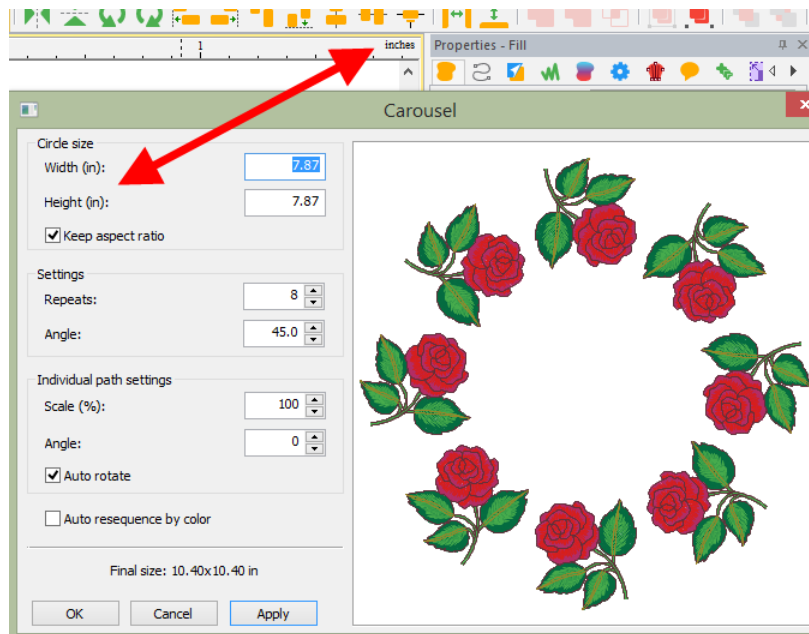 1
inches
Properties - Fill
Carousel
Circle size
Width (in):
7.87
Height (in):
7.87
Keep aspect ratio
Settings
Repeats:
8
Angle:
45.0
Individual path settings
Scale (%):
100
Angle:
0
Auto rotate
Auto resequence by color
Final size: 10.40x10.40 in
OK
Cancel
Apply